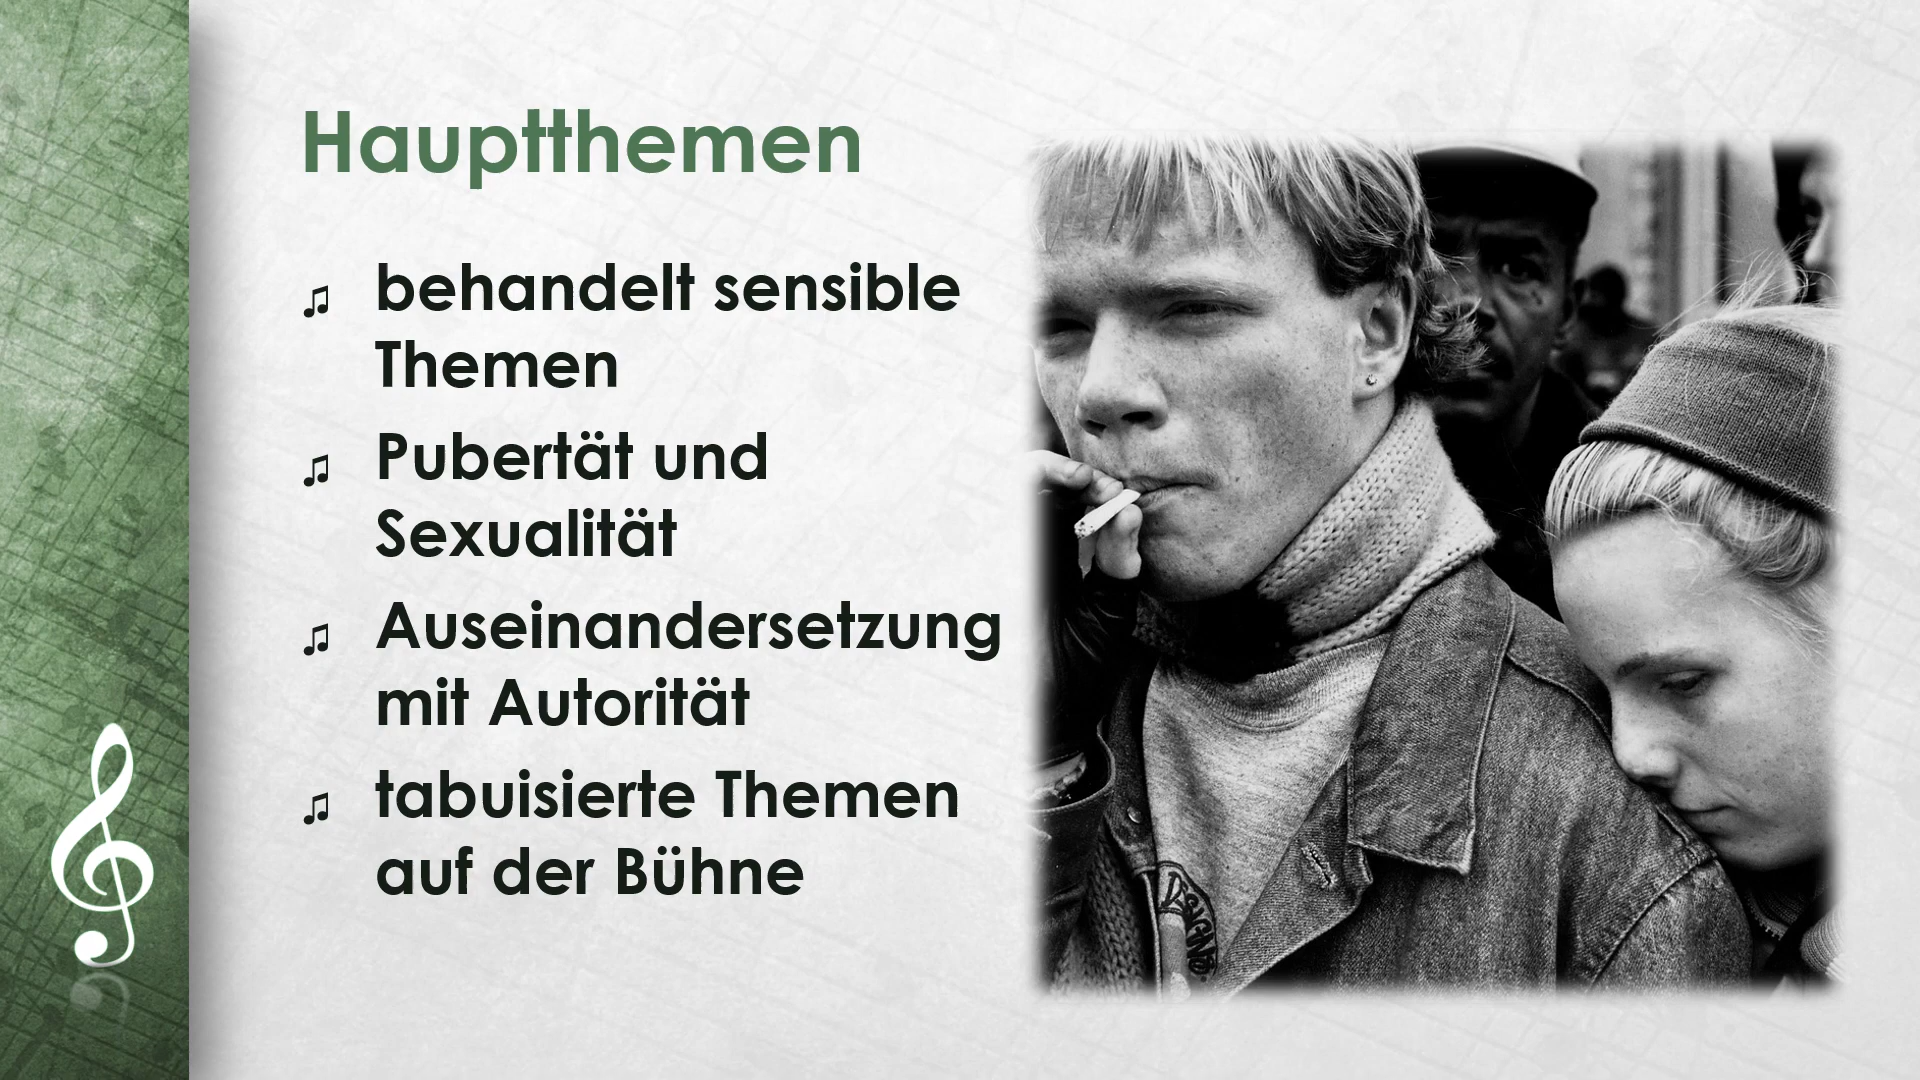 Hauptthemen
♫ behandelt sensible
Themen
♫ Pubertät und
Sexualität
♫ Auseinandersetzung
mit Autorität
♫ tabuisierte Themen
auf der Bühne